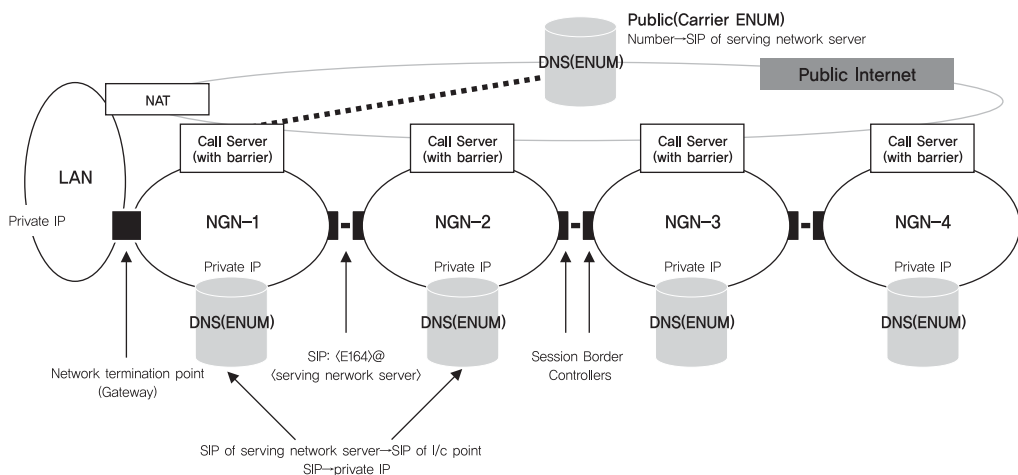 Public(Carrier ENUM)
Number→SIP of serving network server
DNS(ENUM)
Public Internet
NAT
Call Server
(with barrier)
Call Server
(with barrier)
Call Server
(with barrier)
Call Server
(with barrier)
LAN
Private IP
NGN-1
NGN-2
NGN-3
NGN-4
Private IP
Private IP
Private IP
Private IP
DNS(ENUM)
DNS(ENUM)
DNS(ENUM)
DNS(ENUM)
Network termination point
(Gateway)
SIP: 〈E164〉@
〈serving network server〉
Session Border
Controllers
SIP of serving network server→SIP of I/c point
SIP→private IP